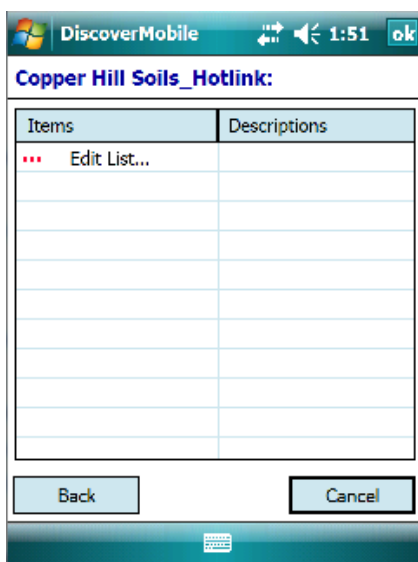 DiscoverMobile 1:51 ok
Copper Hill Soils_Hotlink:
Items Descriptions
Edit List...
Back Cancel